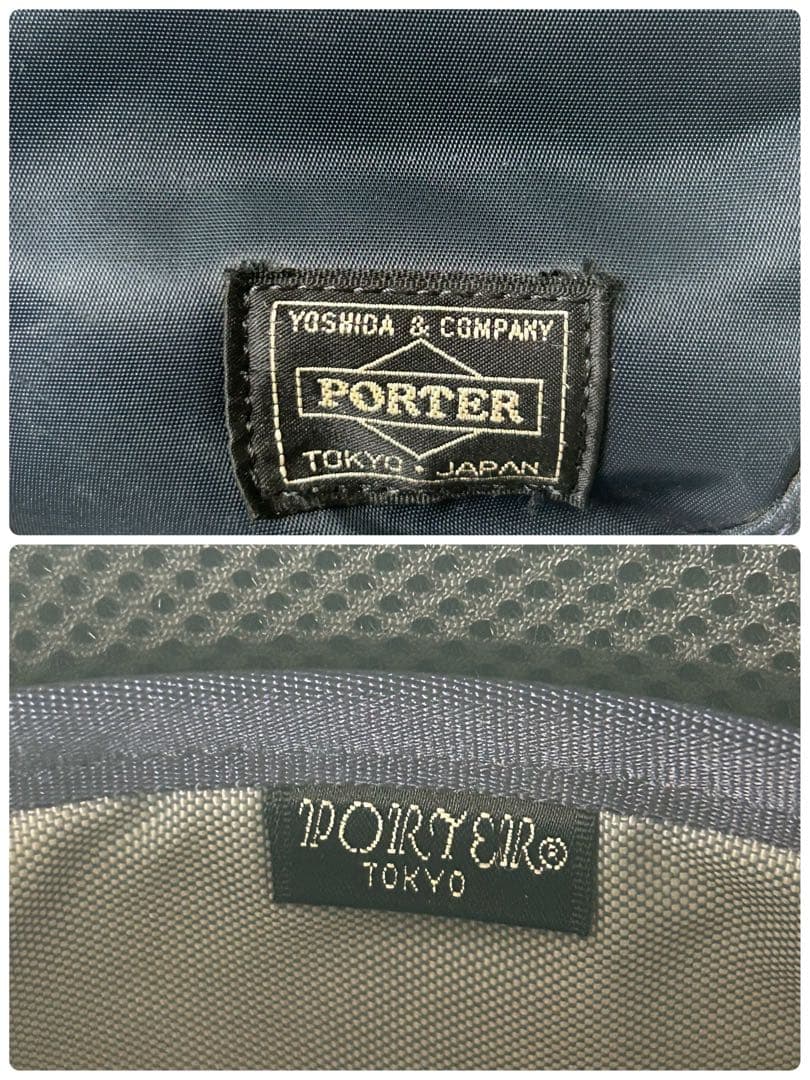 YOSHIDA & COMPANY
PORTER
TOKYO · JAPAN
PORTER®
TOKYO